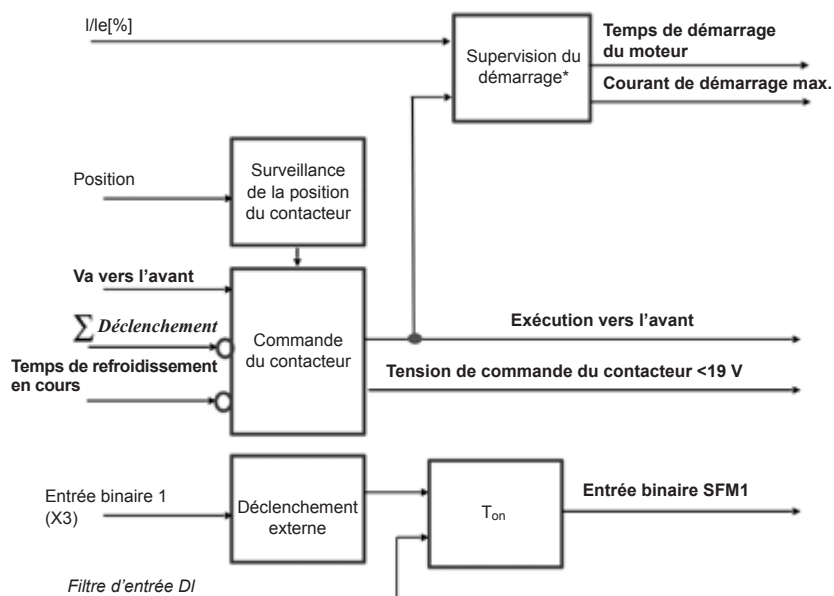 I/Ie[%]
Supervision du
démarrage*
Temps de démarrage
du moteur
Courant de démarrage max.
Position
Surveillance
de la position
du contacteur
Va vers l'avant
∑ Déclenchement
Temps de refroidissement
en cours
Commande
du contacteur
Exécution vers l'avant
Tension de commande du contacteur <19 V
Entrée binaire 1
(X3)
Déclenchement
externe
Ton
Entrée binaire SFM1
Filtre d'entrée DI